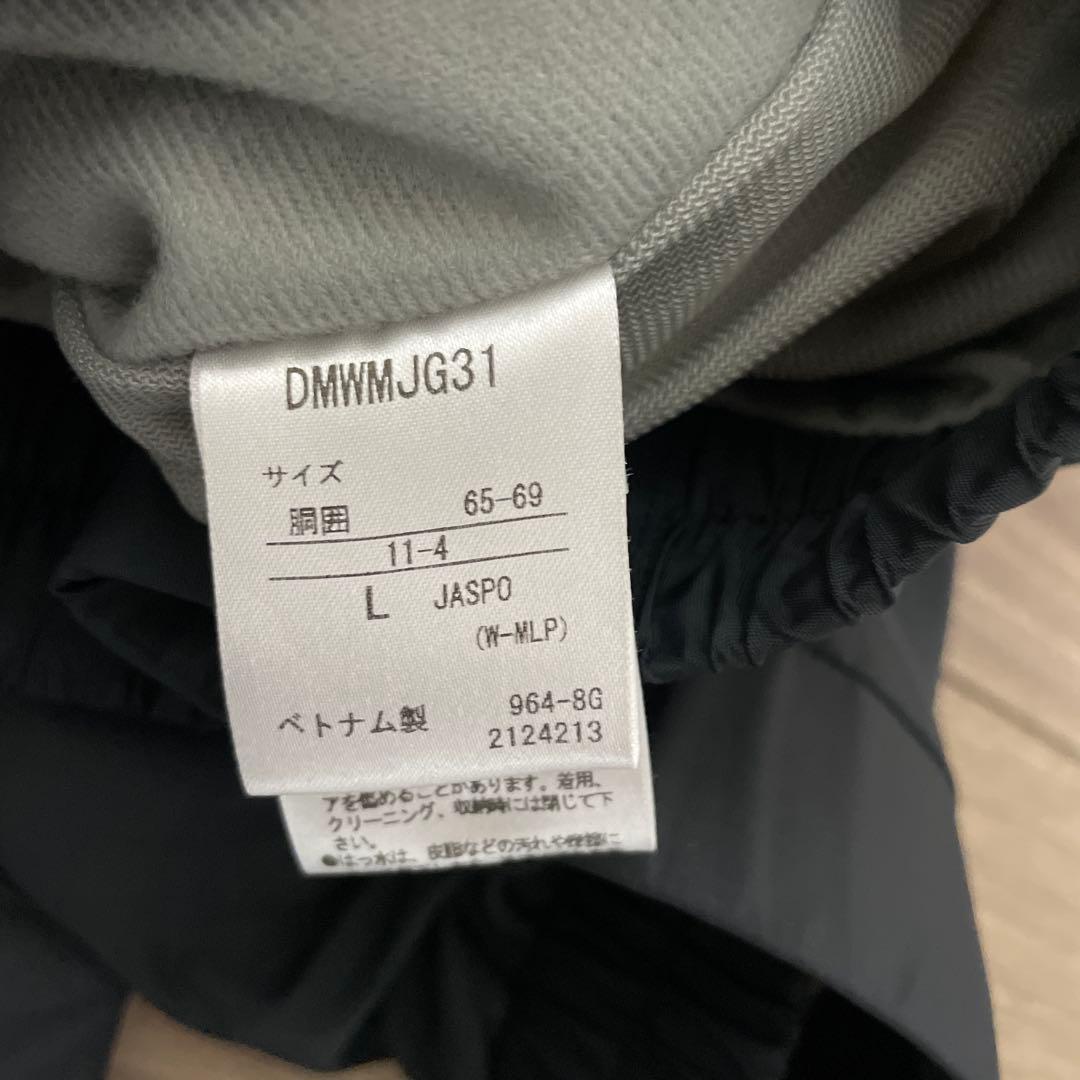 DMWMJG31
サイズ
胴囲 65-69
11-4
L JASPO
(W-MLP)
ベトナム製 964-8G
2124213
アを傷めることがあります。着用、
クリーニング、収納時には閉じて下
さい。
●はっ水は、皮脂などの汚れや摩擦に